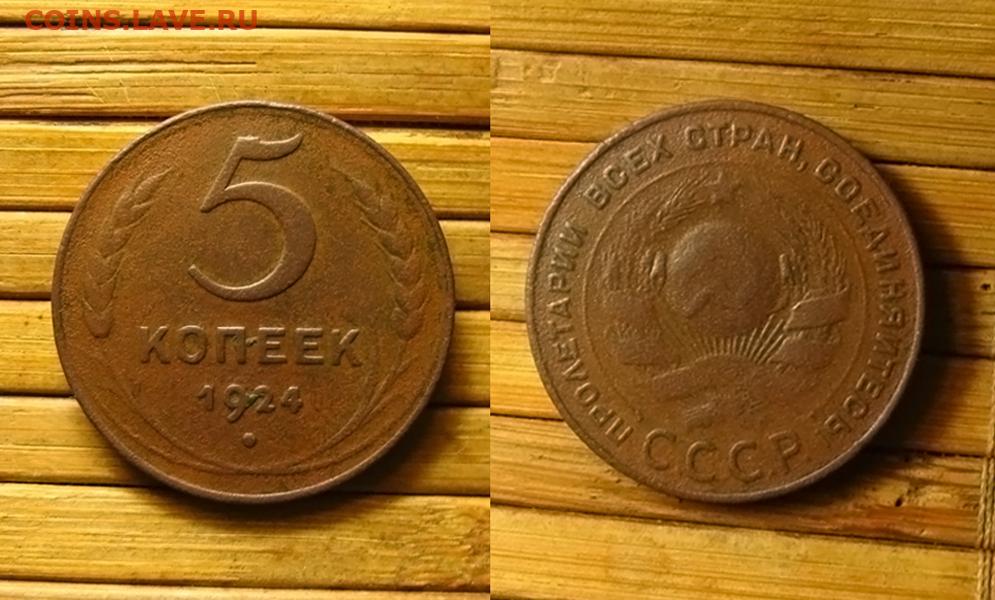 COINS.LAVE.RU
5
КОПЕЕК
1924
ПРОЛЕТАРИИ ВСЕХ СТРАН, СОЕДИНЯЙТЕСЬ!
СССР